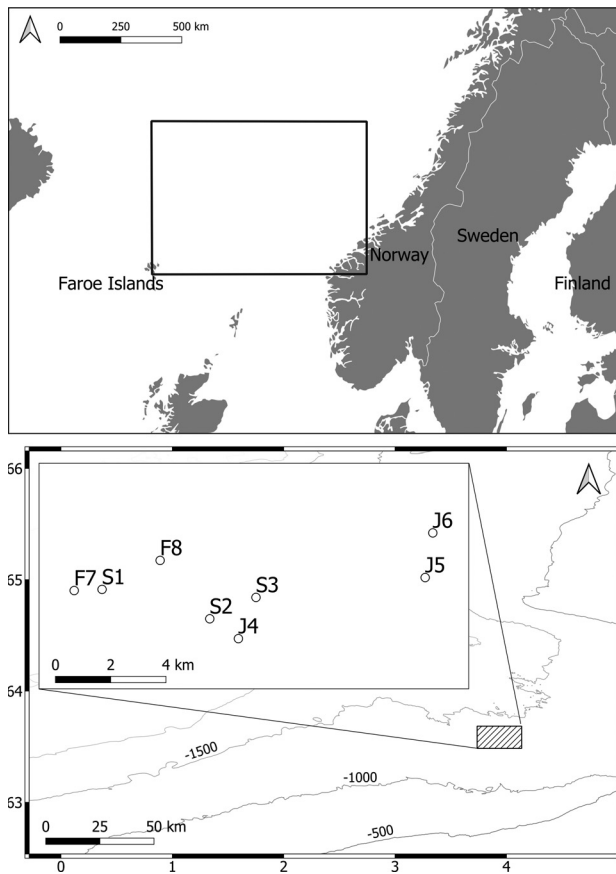 0 250 500 km
Norway
Sweden
Faroe Islands
Finland
66
J6
F8
F7 S1
J5
65
S3
S2
J4
0 2 4 km
64
-1500
-1000
63
-500
0 25 50 km
0 1 2 3 4